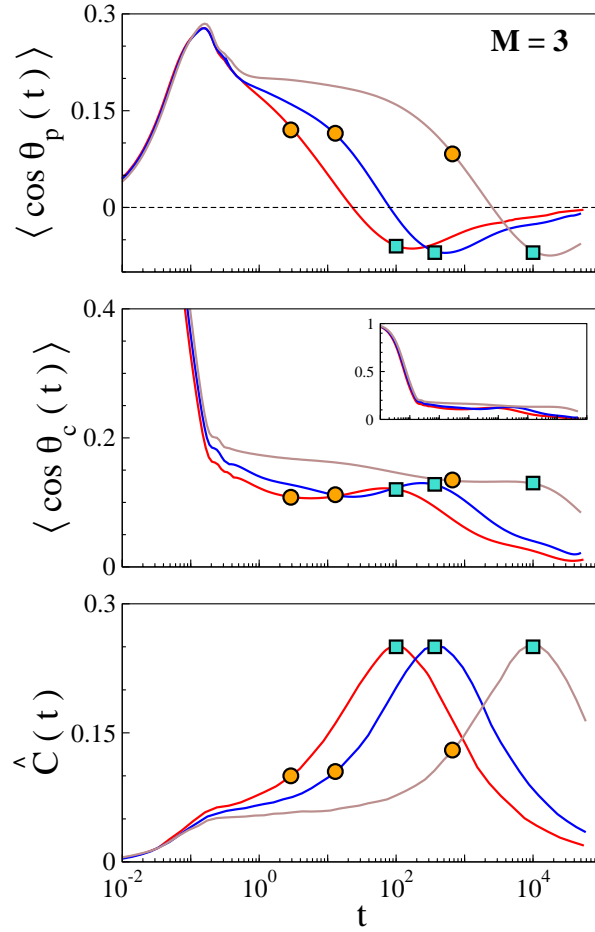 0.3
M = 3
0.15
0
⟨ cos θp ( t ) ⟩
0.4
1
0.5
0
0.2
0
⟨ cos θc ( t ) ⟩
0.3
0.15
0
Ĉ ( t )
10^-2 10^0 10^2 10^4
t